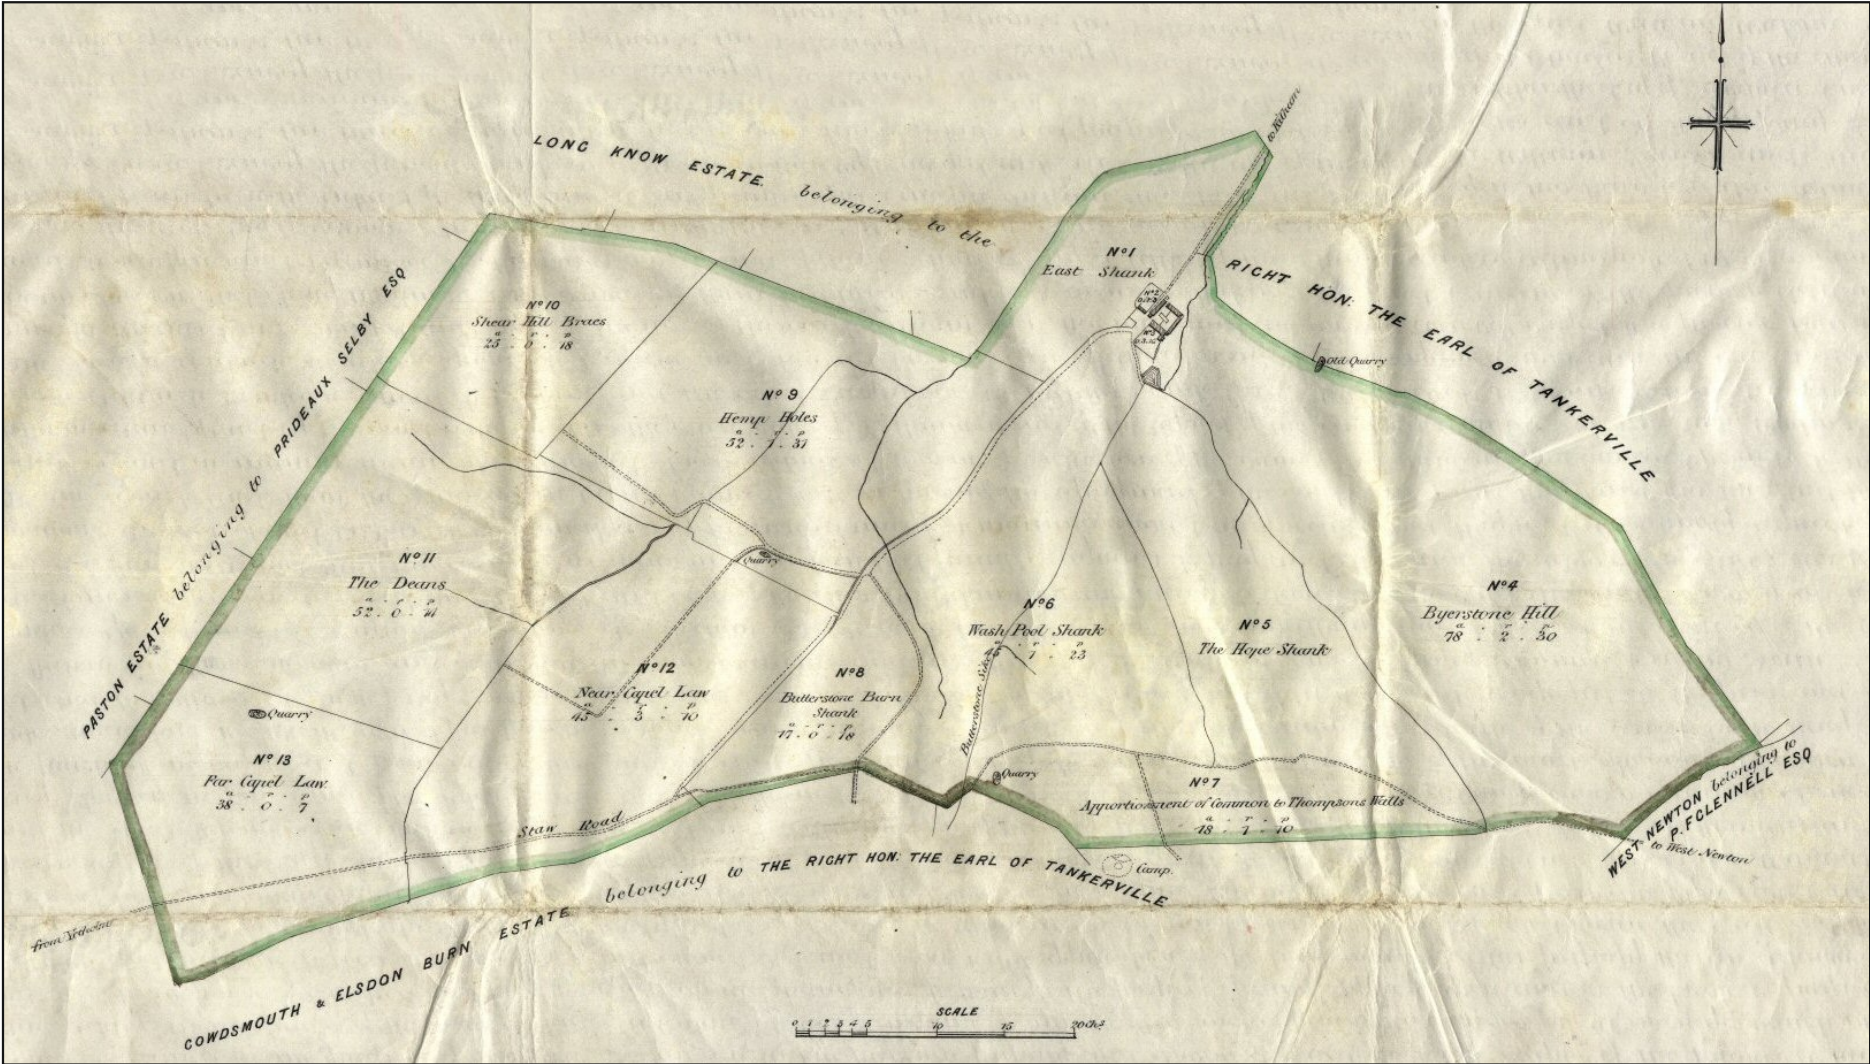 LONG KNOW ESTATE. belonging to the
RIGHT HON: THE EARL OF TANKERVILLE
to Kilham
PASTON ESTATE belonging to PRIDEAUX SELBY ESQ
No 1
East Shank
No 2
No 3
Old Quarry
No 10
Shear Hill Braes
a . r . p
25 . 0 . 18
No 9
Hemp Holes
a . r . p
52 . 1 . 31
No 11
The Deans
a . r . p
52 . 0 .
Quarry
No 4
Byerstone Hill
a . r . p
78 . 2 . 30
No 6
Wash Pool Shank
a . r . p
45 . 1 . 23
No 5
The Hope Shank
No 12
Near Capel Law
a . r . p
45 . 3 . 10
No 8
Butterstone Burn
Shank
a . r . p
17 . 0 . 18
Butterstone Sike
Quarry
No 13
Far Capel Law
a . r . p
38 . 0 . 7
Quarry
No 7
Apportionment of Common to Thompsons Walls
a . r . p
18 . 1 . 10
Staw Road
Camp.
from Yetholm
WEST NEWTON belonging to
P. F CLENNELL ESQ
to West Newton
COWDSMOUTH & ELSDON BURN ESTATE belonging to THE RIGHT HON: THE EARL OF TANKERVILLE
SCALE
0 1 2 3 4 5 10 15 20 Chs